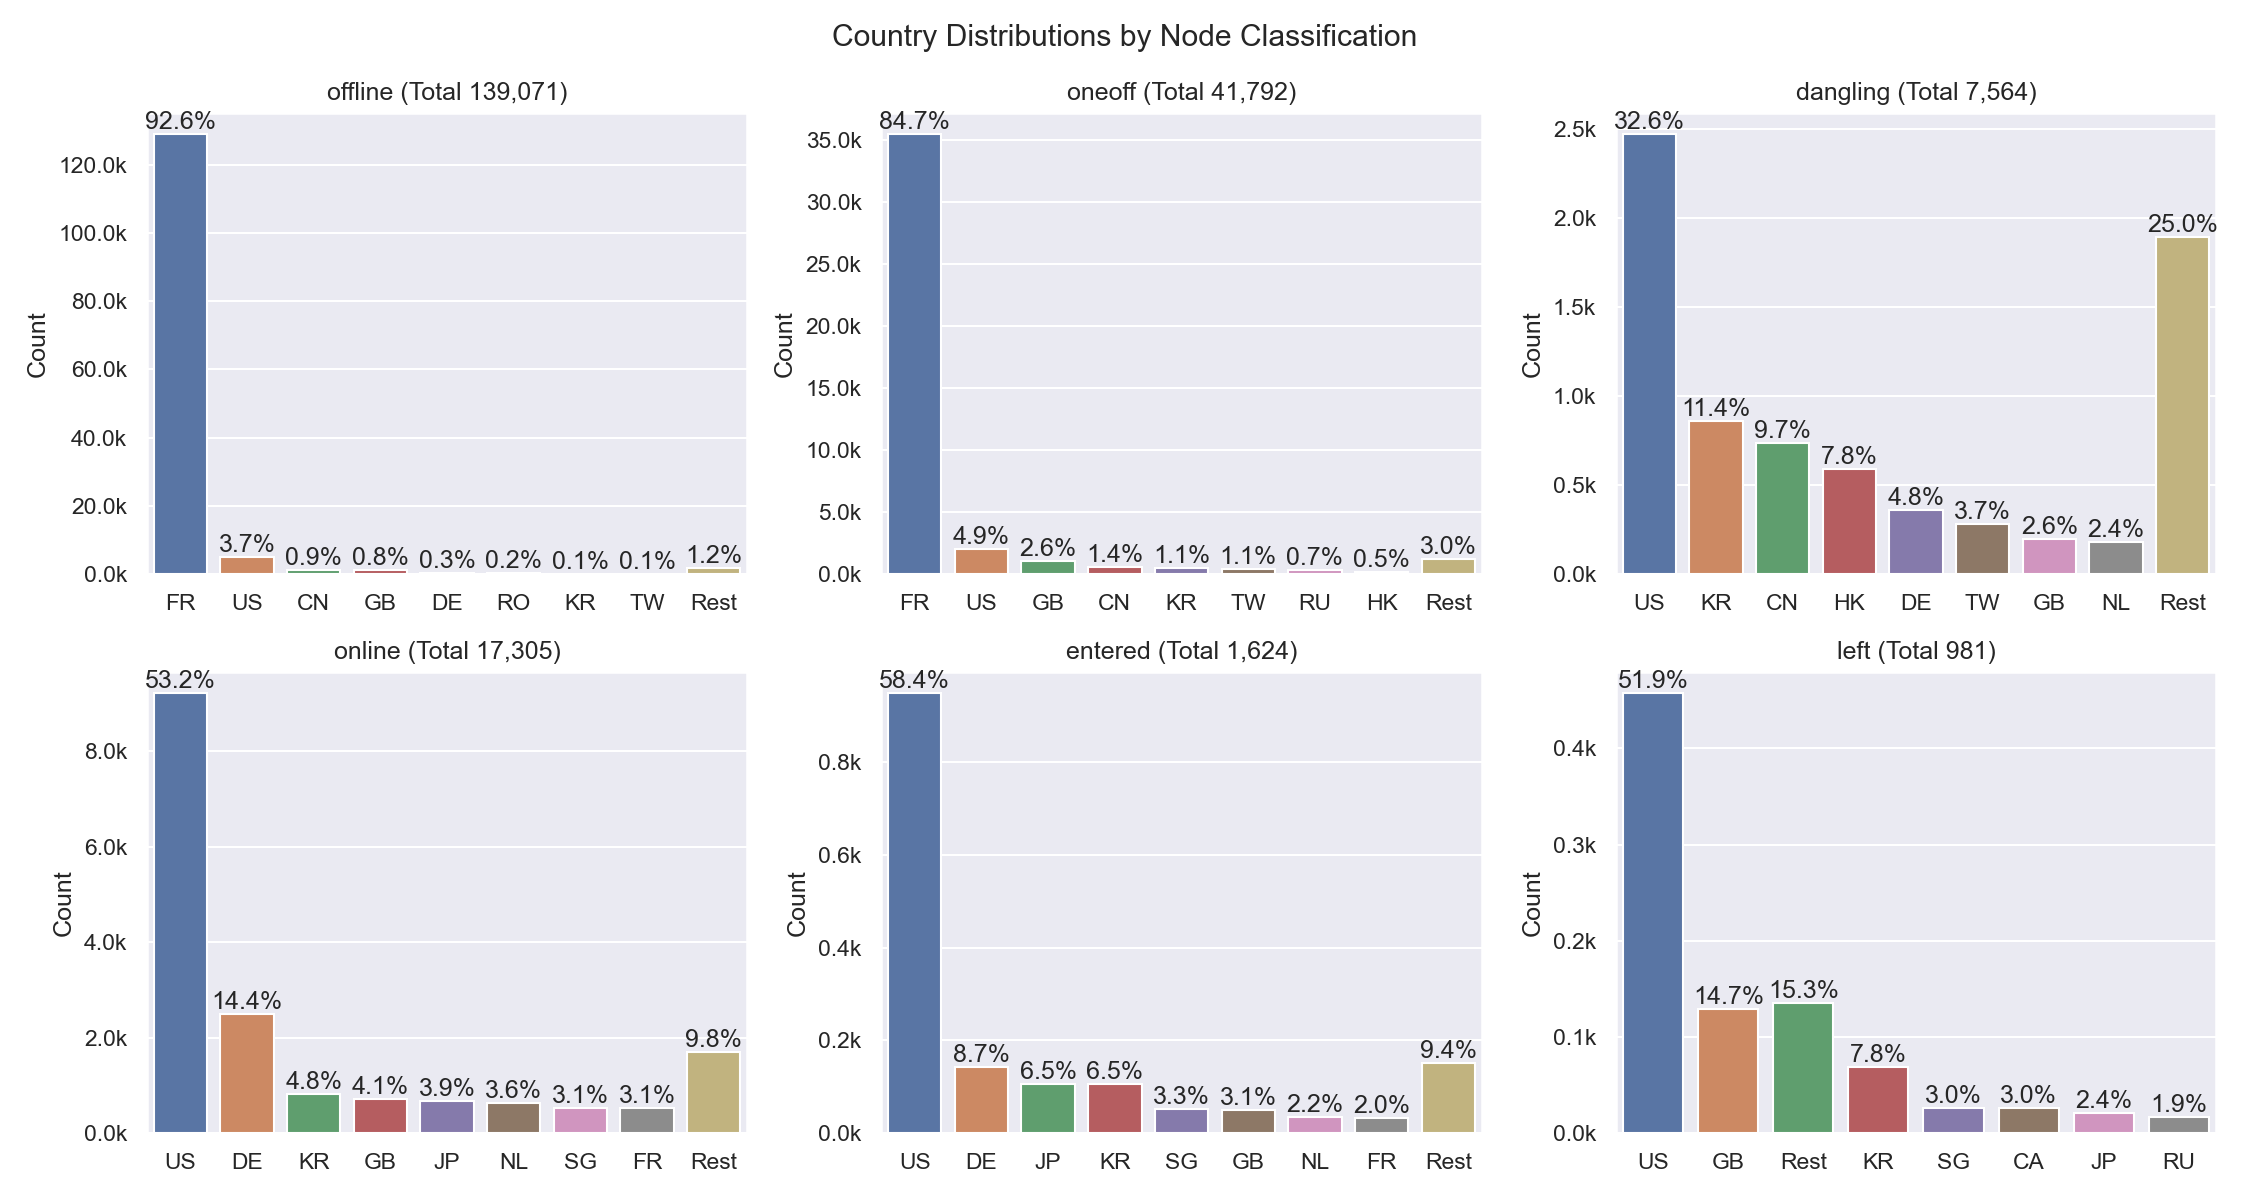 Country Distributions by Node Classification
offline (Total 139,071)
Count
120.0k
100.0k
80.0k
60.0k
40.0k
20.0k
0.0k
92.6%
3.7%
0.9%
0.8%
0.3%
0.2%
0.1%
0.1%
1.2%
FR US CN GB DE RO KR TW Rest
oneoff (Total 41,792)
Count
35.0k
30.0k
25.0k
20.0k
15.0k
10.0k
5.0k
0.0k
84.7%
4.9%
2.6%
1.4%
1.1%
1.1%
0.7%
0.5%
3.0%
FR US GB CN KR TW RU HK Rest
dangling (Total 7,564)
Count
2.5k
2.0k
1.5k
1.0k
0.5k
0.0k
32.6%
11.4%
9.7%
7.8%
4.8%
3.7%
2.6%
2.4%
25.0%
US KR CN HK DE TW GB NL Rest
online (Total 17,305)
Count
8.0k
6.0k
4.0k
2.0k
0.0k
53.2%
14.4%
4.8%
4.1%
3.9%
3.6%
3.1%
3.1%
9.8%
US DE KR GB JP NL SG FR Rest
entered (Total 1,624)
Count
0.8k
0.6k
0.4k
0.2k
0.0k
58.4%
8.7%
6.5%
6.5%
3.3%
3.1%
2.2%
2.0%
9.4%
US DE JP KR SG GB NL FR Rest
left (Total 981)
Count
0.4k
0.3k
0.2k
0.1k
0.0k
51.9%
14.7%
15.3%
7.8%
3.0%
3.0%
2.4%
1.9%
US GB Rest KR SG CA JP RU